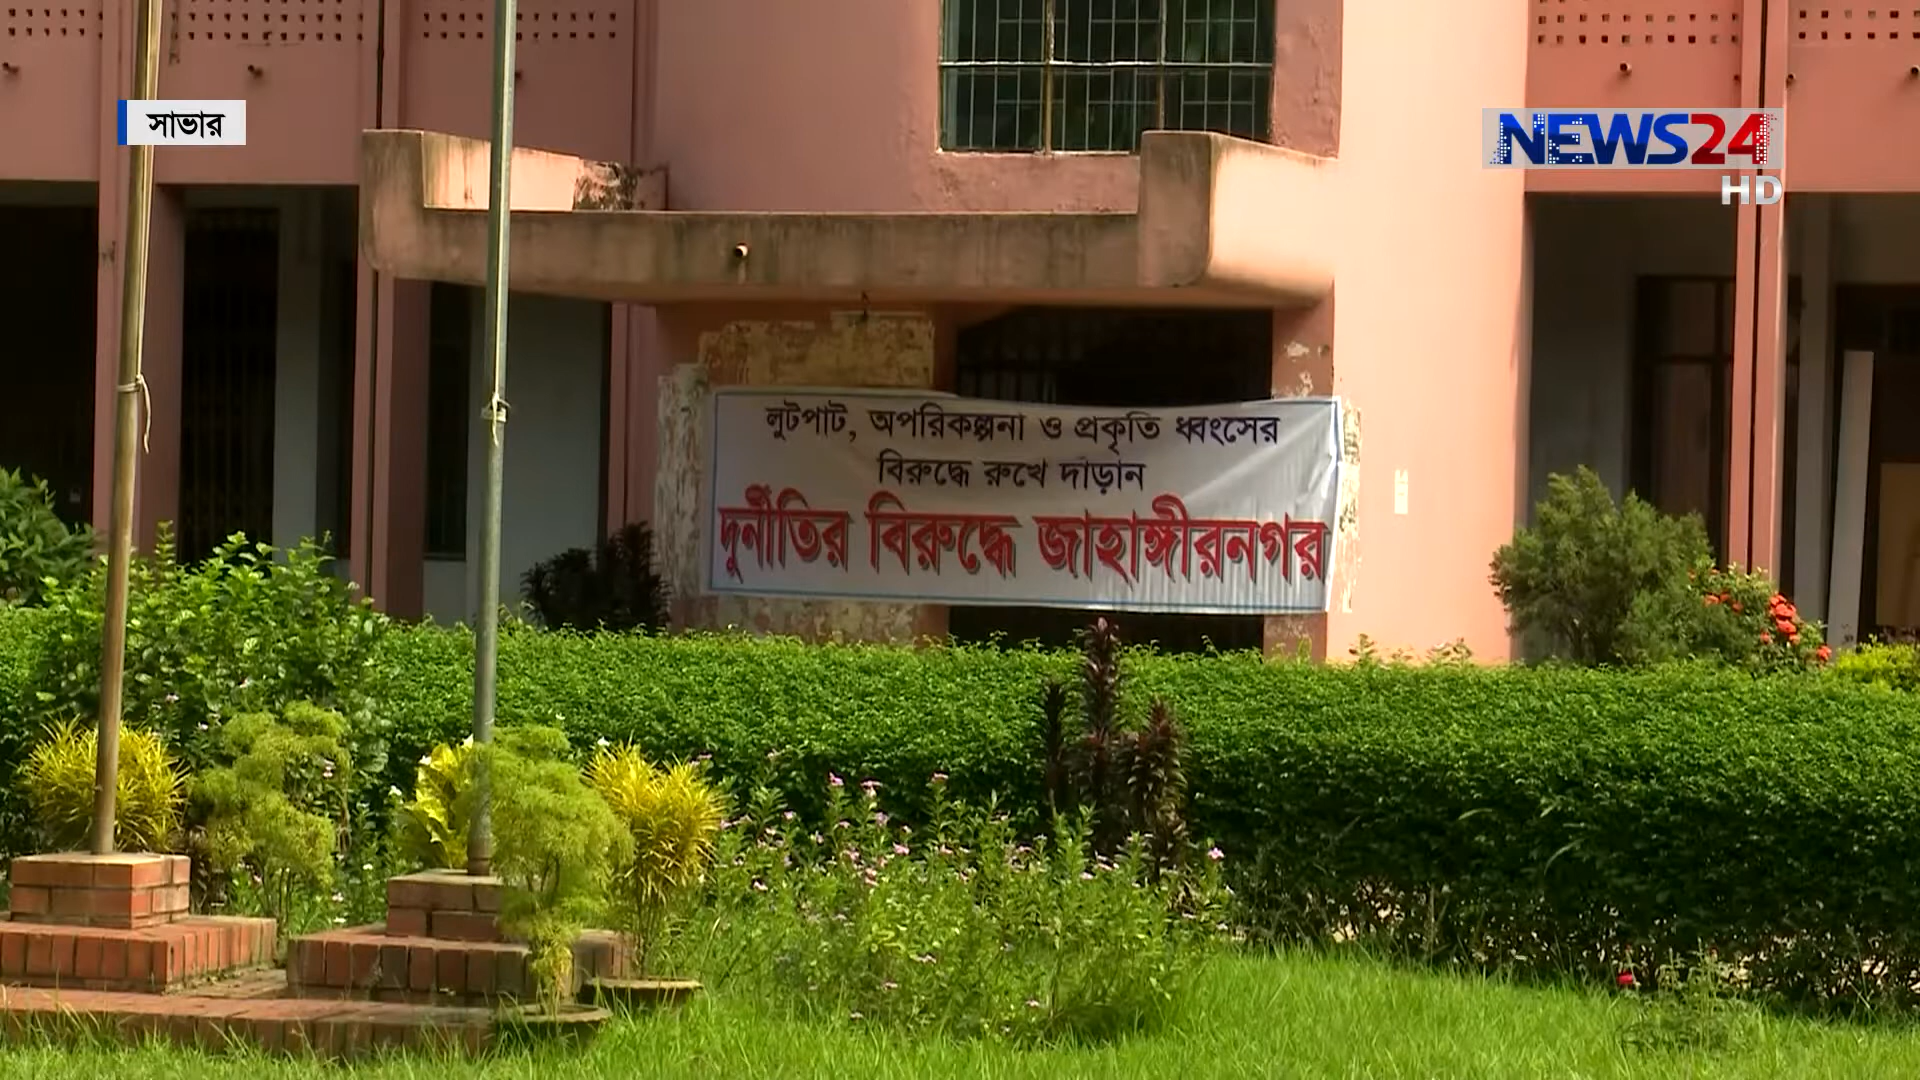 সাভার
NEWS24
HD
লুটপাট, অপরিকল্পনা ও প্রকৃতি ধ্বংসের
বিরুদ্ধে রুখে দাঁড়ান
দুর্নীতির বিরুদ্ধে জাহাঙ্গীরনগর